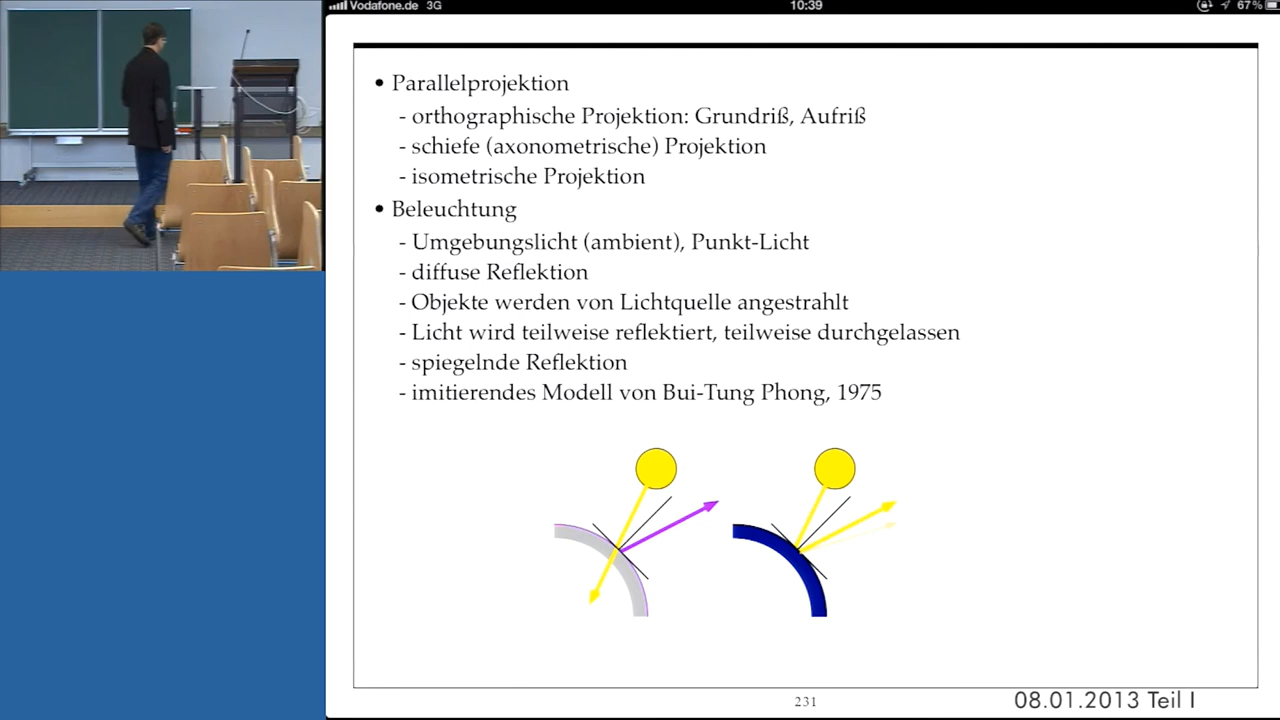 Vodafone.de 3G 10:39 67%
• Parallelprojektion
- orthographische Projektion: Grundriß, Aufriß
- schiefe (axonometrische) Projektion
- isometrische Projektion
• Beleuchtung
- Umgebungslicht (ambient), Punkt-Licht
- diffuse Reflektion
- Objekte werden von Lichtquelle angestrahlt
- Licht wird teilweise reflektiert, teilweise durchgelassen
- spiegelnde Reflektion
- imitierendes Modell von Bui-Tung Phong, 1975
231
08.01.2013 Teil I